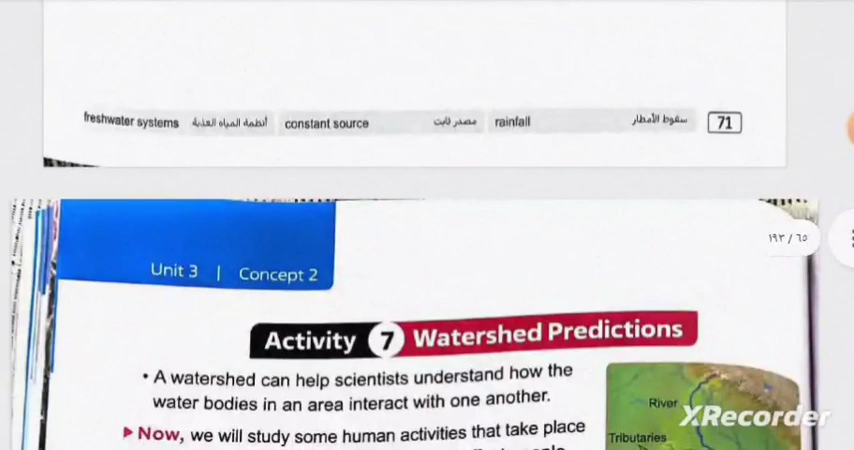 freshwater systems أنظمة المياه العذبة constant source مصدر ثابت rainfall سقوط الأمطار 71
١٩٣ / ٦٥
Unit 3 | Concept 2
Activity 7 Watershed Predictions
• A watershed can help scientists understand how the
water bodies in an area interact with one another.
River
XRecorder
Now, we will study some human activities that take place
Tributaries